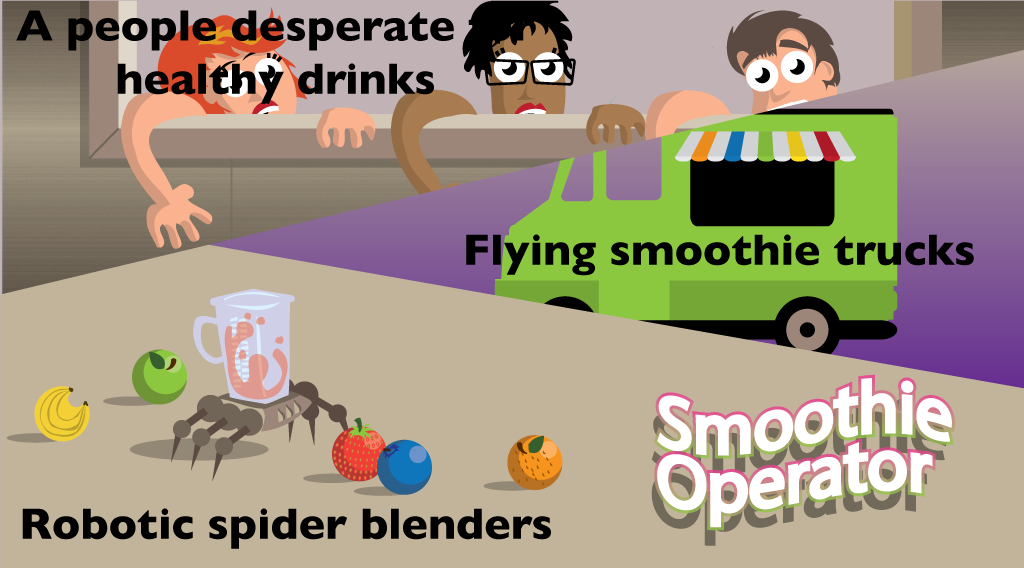 A people desperate
healthy drinks
Flying smoothie trucks
Smoothie
Operator
Robotic spider blenders